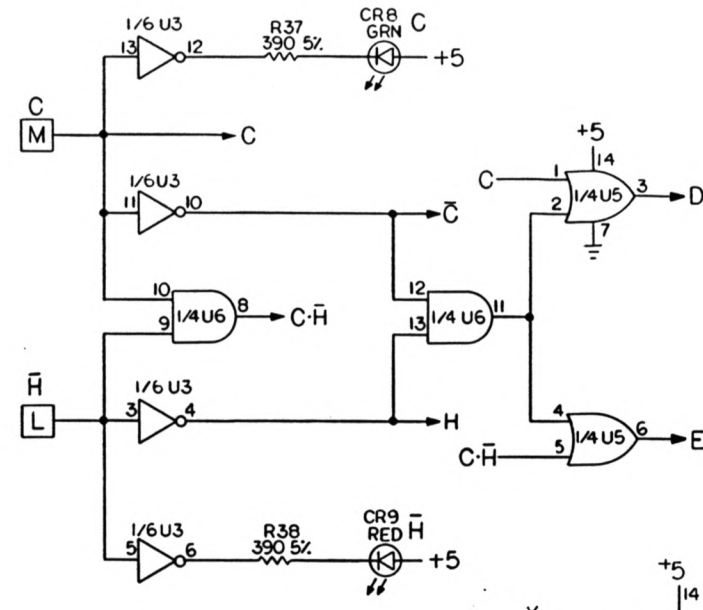 1/6 U3
13
12
R37
390 5%
CR8
GRN
C
+5
C
M
C
1/6 U3
11
10
C̄
10
9
1/4 U6
8
C·H̄
12
13
1/4 U6
11
+5
14
C
1
2
1/4 U5
3
D
7
H̄
L
1/6 U3
3
4
H
4
5
C·H̄
1/4 U5
6
E
1/6 U3
5
6
R38
390 5%
CR9
RED
H̄
+5
+5
14